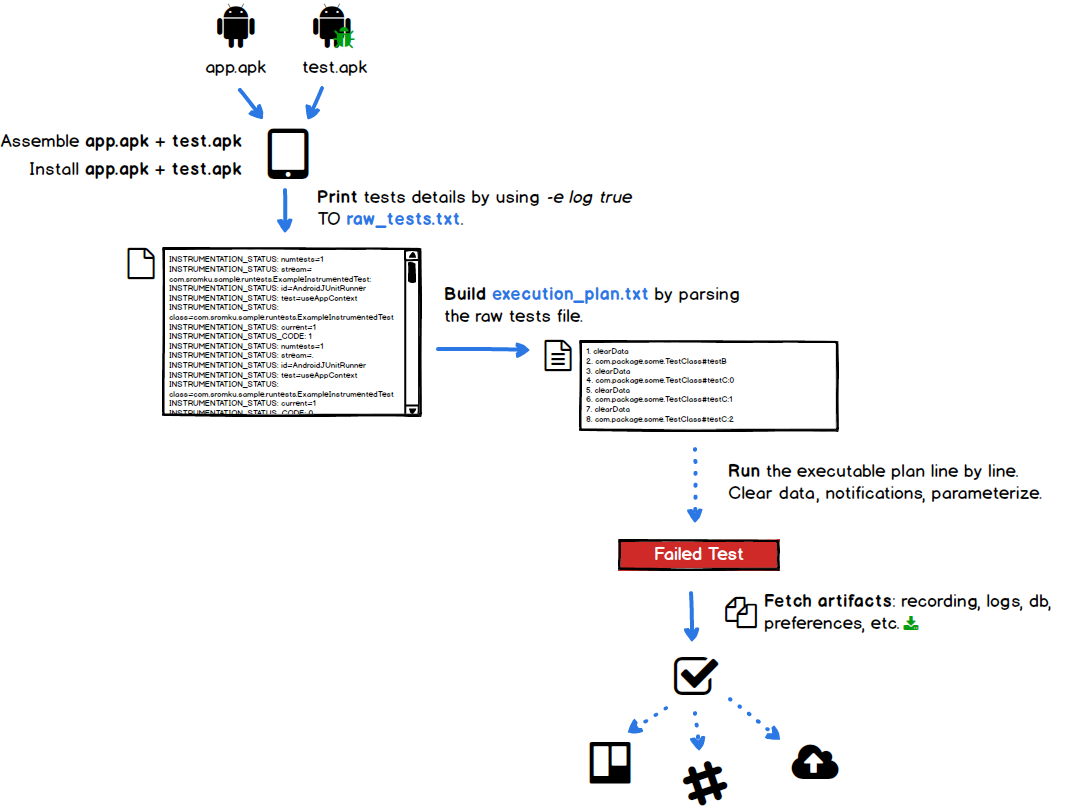 app.apk
test.apk
Assemble app.apk + test.apk
Install app.apk + test.apk
Print tests details by using -e log true
TO raw_tests.txt.
INSTRUMENTATION_STATUS: numtests=1
INSTRUMENTATION_STATUS: stream=
com.sromku.sample.runtests.ExampleInstrumentedTest:
INSTRUMENTATION_STATUS: id=AndroidJUnitRunner
INSTRUMENTATION_STATUS: test=useAppContext
INSTRUMENTATION_STATUS:
class=com.sromku.sample.runtests.ExampleInstrumentedTest
INSTRUMENTATION_STATUS: current=1
INSTRUMENTATION_STATUS_CODE: 1
INSTRUMENTATION_STATUS: numtests=1
INSTRUMENTATION_STATUS: stream=.
INSTRUMENTATION_STATUS: id=AndroidJUnitRunner
INSTRUMENTATION_STATUS: test=useAppContext
INSTRUMENTATION_STATUS:
class=com.sromku.sample.runtests.ExampleInstrumentedTest
INSTRUMENTATION_STATUS: current=1
INSTRUMENTATION_STATUS_CODE: 0
Build execution_plan.txt by parsing
the raw tests file.
1. clearData
2. com.package.some.TestClass#testB
3. clearData
4. com.package.some.TestClass#testC:0
5. clearData
6. com.package.some.TestClass#testC:1
7. clearData
8. com.package.some.TestClass#testC:2
Run the executable plan line by line.
Clear data, notifications, parameterize.
Failed Test
Fetch artifacts: recording, logs, db,
preferences, etc.